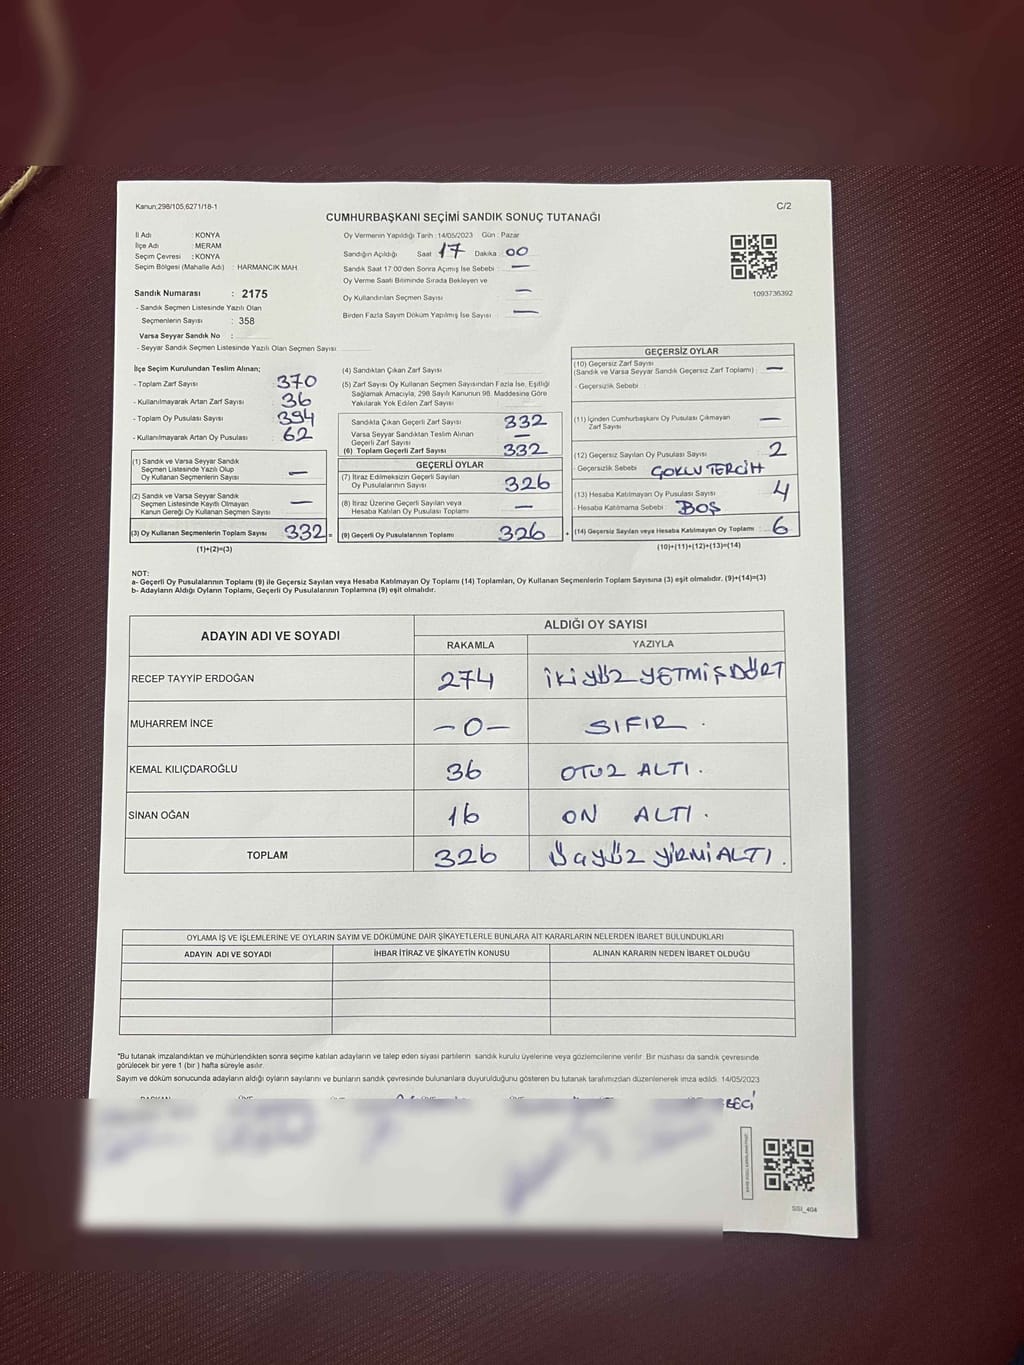 Kanun;298/105,6271/18-1
C/2
CUMHURBAŞKANI SEÇİMİ SANDIK SONUÇ TUTANAĞI
İl Adı : KONYA
İlçe Adı : MERAM
Seçim Çevresi : KONYA
Seçim Bölgesi (Mahalle Adı) : HARMANCIK MAH
Sandık Numarası : 2175
- Sandık Seçmen Listesinde Yazılı Olan
Seçmenlerin Sayısı : 358
Varsa Seyyar Sandık No :
- Seyyar Sandık Seçmen Listesinde Yazılı Olan Seçmen Sayısı
Oy Vermenin Yapıldığı Tarih :14/05/2023 Gün : Pazar
Sandığın Açıldığı Saat 17 Dakika : 00
Sandık Saat 17:00'den Sonra Açımış İse Sebebi : —
Oy Verme Saati Bitiminde Sırada Bekleyen ve
Oy Kullandırılan Seçmen Sayısı —
Birden Fazla Sayım Döküm Yapılmış İse Sayısı : —
1093736392
İlçe Seçim Kurulundan Teslim Alınan;
- Toplam Zarf Sayısı 370
- Kullanılmayarak Artan Zarf Sayısı 36
- Toplam Oy Pusulası Sayısı 394
- Kullanılmayarak Artan Oy Pusulası 62
(1) Sandık ve Varsa Seyyar Sandık
Seçmen Listesinde Yazılı Olup
Oy Kullanan Seçmenlerin Sayısı —
(2) Sandık ve Varsa Seyyar Sandık
Seçmen Listesinde Kayıtlı Olmayan
Kanun Gereği Oy Kullanan Seçmen Sayısı —
(3) Oy Kullanan Seçmenlerin Toplam Sayısı 332 =
(1)+(2)=(3)
(4) Sandıktan Çıkan Zarf Sayısı
(5) Zarf Sayısı Oy Kullanan Seçmen Sayısından Fazla İse, Eşitliği
Sağlamak Amacıyla, 298 Sayılı Kanunun 98. Maddesine Göre
Yakılarak Yok Edilen Zarf Sayısı
Sandıkta Çıkan Geçerli Zarf Sayısı 332
Varsa Seyyar Sandıktan Teslim Alınan
Geçerli Zarf Sayısı —
(6) Toplam Geçerli Zarf Sayısı 332
GEÇERLİ OYLAR
(7) İtiraz Edilmeksizin Geçerli Sayılan
Oy Pusulalarının Sayısı 326
(8) İtiraz Üzerine Geçerli Sayılan veya
Hesaba Katılan Oy Pusulası Toplamı —
(9) Geçerli Oy Pusulalarının Toplamı 326 +
GEÇERSİZ OYLAR
(10) Geçersiz Zarf Sayısı
(Sandık ve Varsa Seyyar Sandık Geçersiz Zarf Toplamı) : —
- Geçersizlik Sebebi :
(11) İçinden Cumhurbaşkanı Oy Pusulası Çıkmayan
Zarf Sayısı —
(12) Geçersiz Sayılan Oy Pusulası Sayısı 2
- Geçersizlik Sebebi ÇOKLU TERCİH
(13) Hesaba Katılmayan Oy Pusulası Sayısı 4
- Hesaba Katılmama Sebebi : BOŞ
(14) Geçersiz Sayılan veya Hesaba Katılmayan Oy Toplamı : 6
(10)+(11)+(12)+(13)=(14)
NOT:
a- Geçerli Oy Pusulalarının Toplamı (9) ile Geçersiz Sayılan veya Hesaba Katılmayan Oy Toplamı (14) Toplamları, Oy Kullanan Seçmenlerin Toplam Sayısına (3) eşit olmalıdır. (9)+(14)=(3)
b- Adayların Aldığı Oyların Toplamı, Geçerli Oy Pusulalarının Toplamına (9) eşit olmalıdır.
ADAYIN ADI VE SOYADI
ALDIĞI OY SAYISI
RAKAMLA YAZIYLA
RECEP TAYYİP ERDOĞAN 274 İKİ YÜZ YETMİŞ DÖRT
MUHARREM İNCE —0— SIFIR .
KEMAL KILIÇDAROĞLU 36 OTUZ ALTI .
SİNAN OĞAN 16 ON ALTI .
TOPLAM 326 ÜÇYÜZ YİRMİALTI .
OYLAMA İŞ VE İŞLEMLERİNE VE OYLARIN SAYIM VE DÖKÜMÜNE DAİR ŞİKAYETLERLE BUNLARA AİT KARARLARIN NELERDEN İBARET BULUNDUKLARI
ADAYIN ADI VE SOYADI İHBAR İTİRAZ VE ŞİKAYETİN KONUSU ALINAN KARARIN NEDEN İBARET OLDUĞU
*Bu tutanak imzalandıktan ve mühürlendikten sonra seçime katılan adayların ve talep eden siyasi partilerin sandık kurulu üyelerine veya gözlemcilerine verilir. Bir nüshası da sandık çevresinde
görülecek bir yere 1 (bir ) hafta süreyle asılır.
Sayım ve döküm sonucunda adayların aldığı oyların sayılarını ve bunların sandık çevresinde bulunanlara duyurulduğunu gösteren bu tutanak tarafımızdan düzenlenerek imza edildi. 14/05/2023
SSI_404